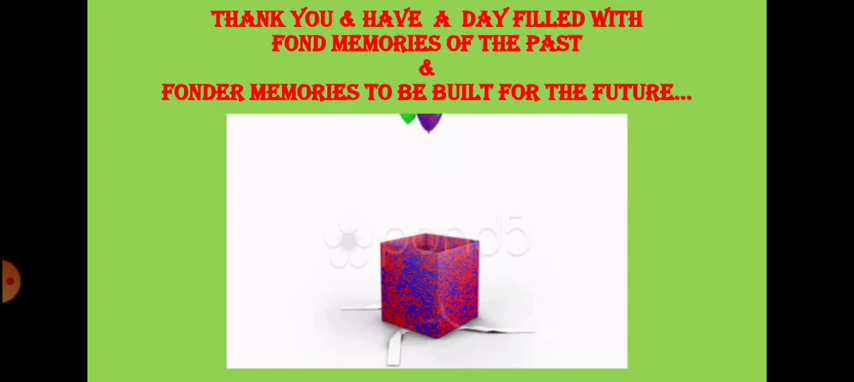 THANK YOU & HAVE A DAY FILLED WITH
FOND MEMORIES OF THE PAST
&
FONDER MEMORIES TO BE BUILT FOR THE FUTURE...
pond5